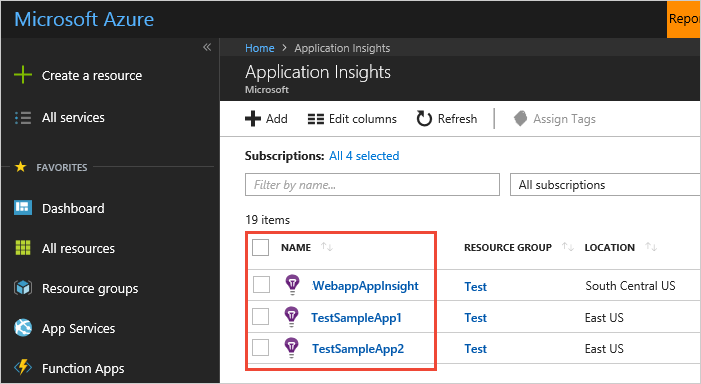 Microsoft Azure
Repo
«
Home > Application Insights
Create a resource
Application Insights
Microsoft
All services
Add
Edit columns
Refresh
Assign Tags
FAVORITES
Subscriptions: All 4 selected
Filter by name...
All subscriptions
Dashboard
19 items
All resources
NAME
RESOURCE GROUP
LOCATION
Resource groups
WebappAppInsight
Test
South Central US
App Services
TestSampleApp1
Test
East US
Function Apps
TestSampleApp2
Test
East US